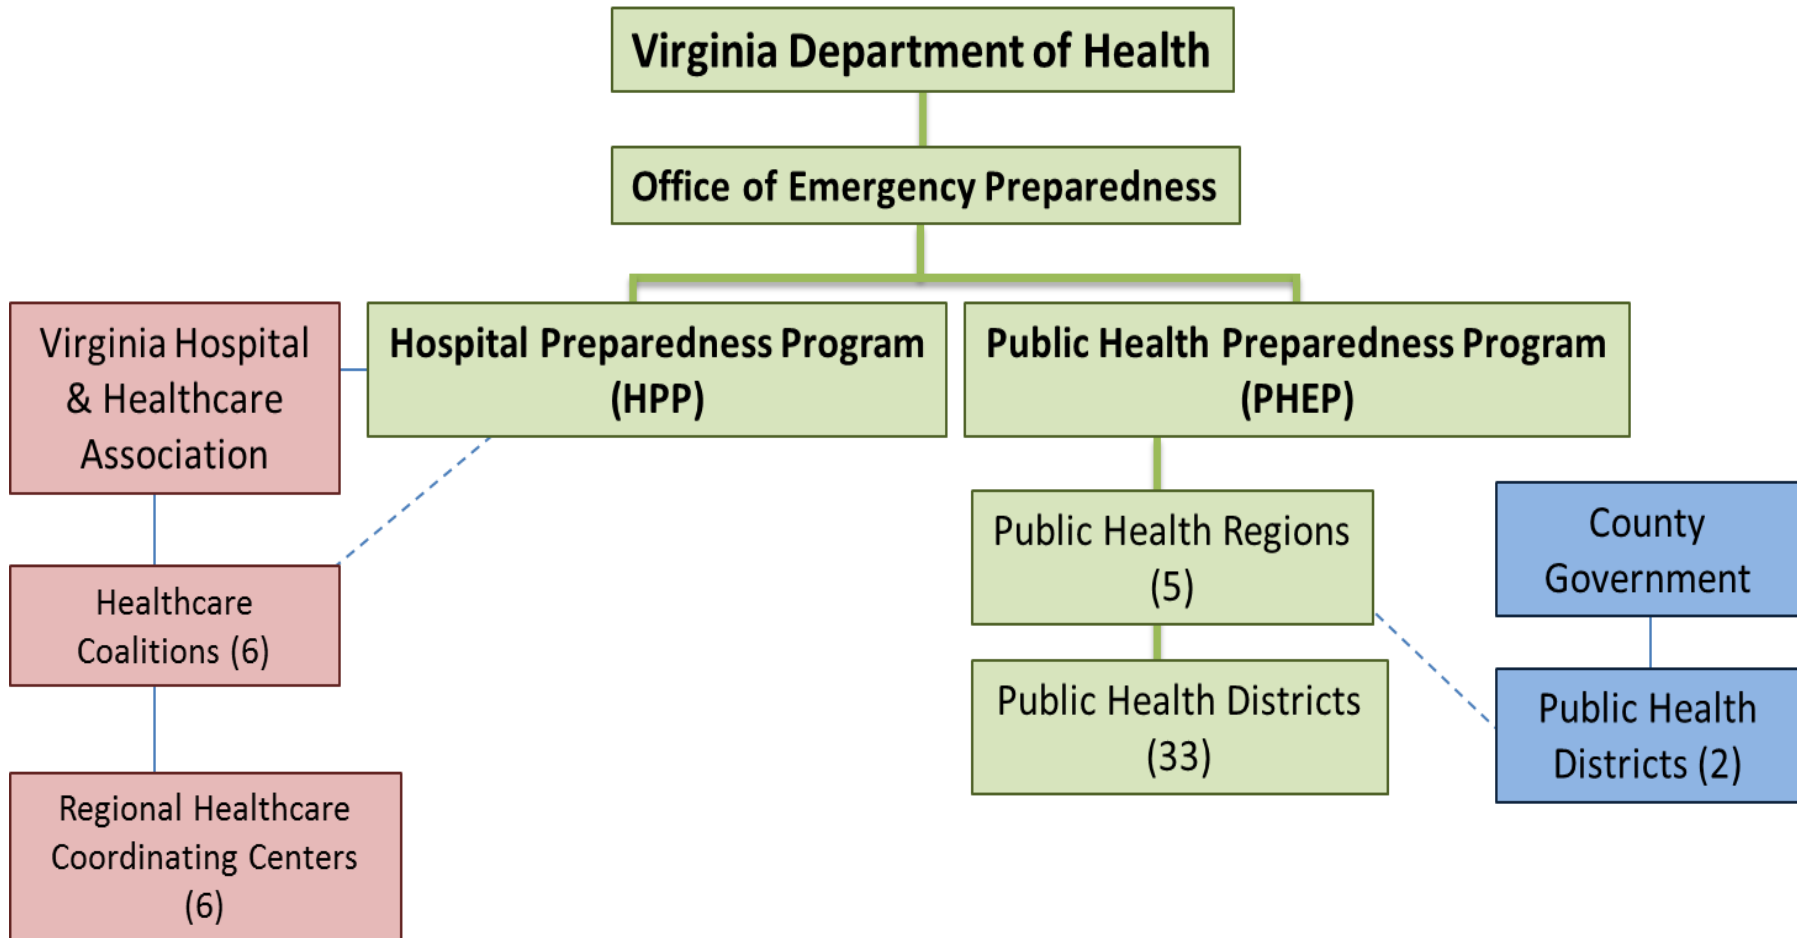 Virginia Department of Health
Office of Emergency Preparedness
Virginia Hospital
& Healthcare
Association
Hospital Preparedness Program
(HPP)
Public Health Preparedness Program
(PHEP)
Healthcare
Coalitions (6)
Regional Healthcare
Coordinating Centers
(6)
Public Health Regions
(5)
Public Health Districts
(33)
County
Government
Public Health
Districts (2)